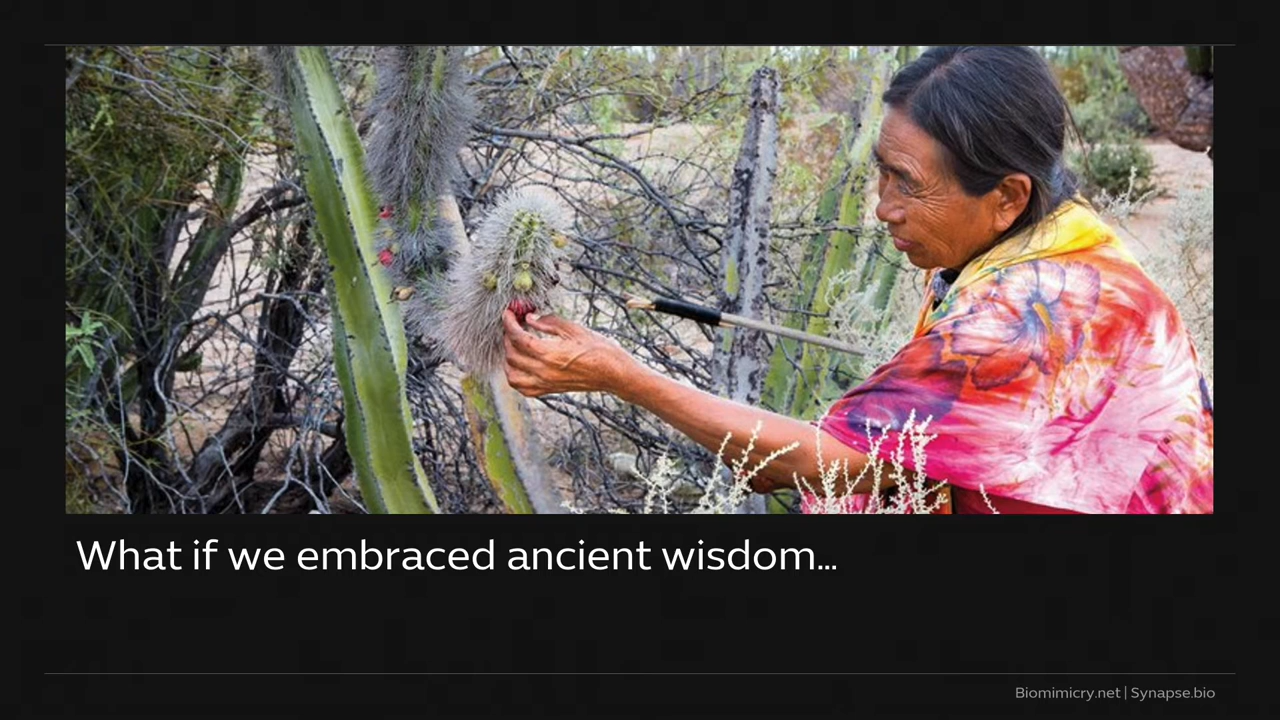 What if we embraced ancient wisdom...
Biomimicry.net | Synapse.bio